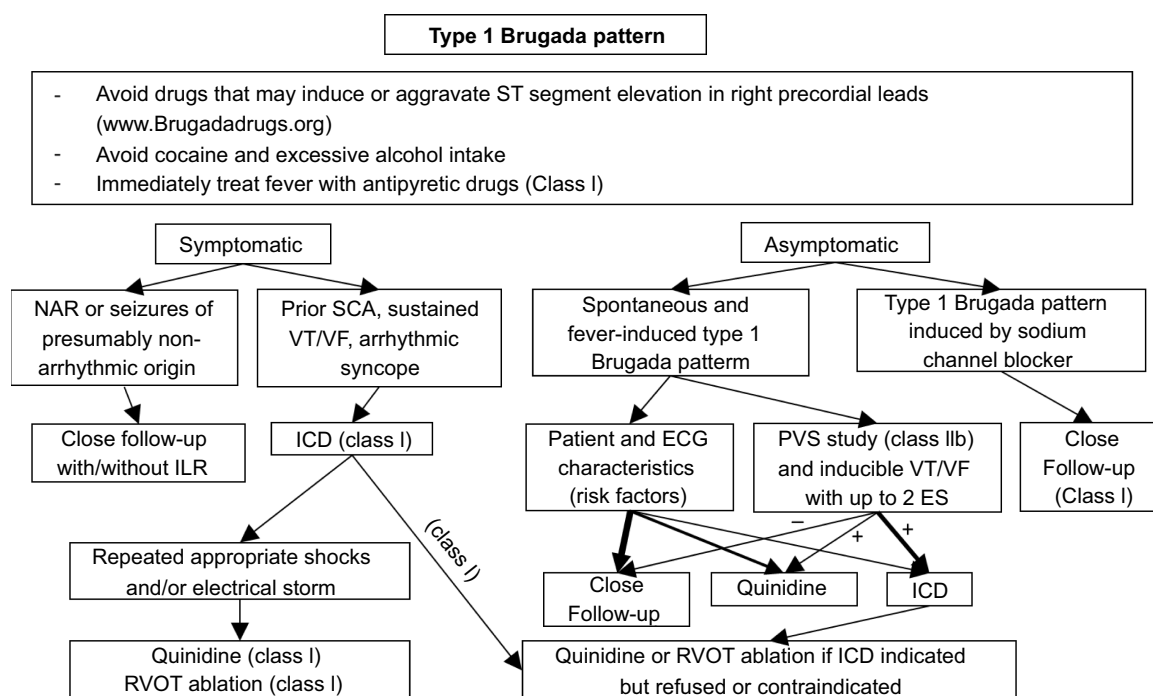 Type 1 Brugada pattern
- Avoid drugs that may induce or aggravate ST segment elevation in right precordial leads
(www.Brugadadrugs.org)
- Avoid cocaine and excessive alcohol intake
- Immediately treat fever with antipyretic drugs (Class I)
Symptomatic
Asymptomatic
NAR or seizures of
presumably non-
arrhythmic origin
Prior SCA, sustained
VT/VF, arrhythmic
syncope
Spontaneous and
fever-induced type 1
Brugada patterm
Type 1 Brugada pattern
induced by sodium
channel blocker
Close follow-up
with/without ILR
ICD (class I)
Patient and ECG
characteristics
(risk factors)
PVS study (class IIb)
and inducible VT/VF
with up to 2 ES
Close
Follow-up
(Class I)
(class I)
–
+
+
Repeated appropriate shocks
and/or electrical storm
Close
Follow-up
Quinidine
ICD
Quinidine (class I)
RVOT ablation (class I)
Quinidine or RVOT ablation if ICD indicated
but refused or contraindicated